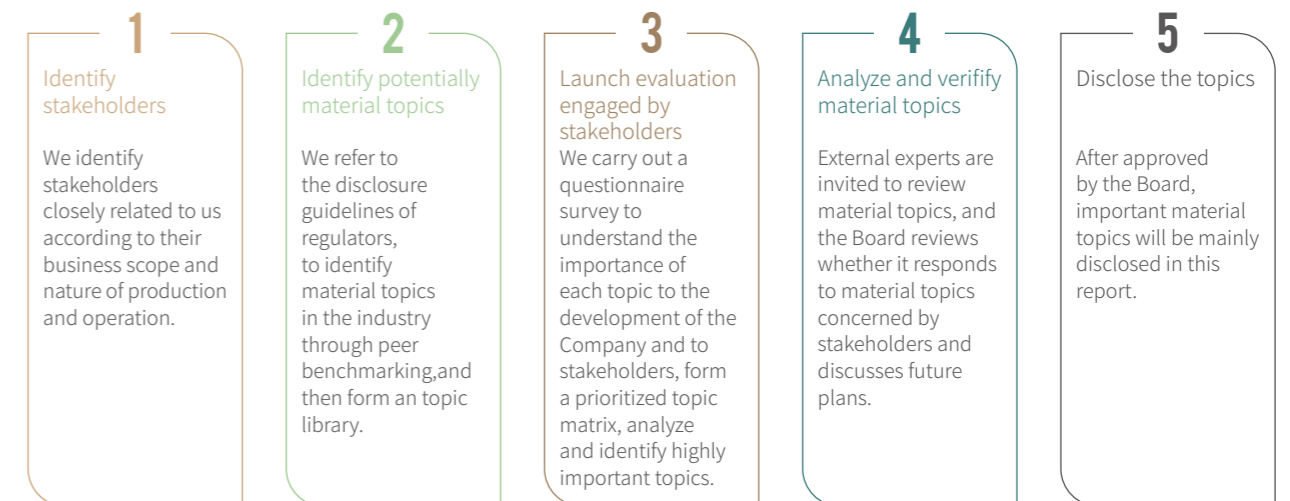 1
Identify
stakeholders
We identify
stakeholders
closely related to us
according to their
business scope and
nature of production
and operation.
2
Identify potentially
material topics
We refer to
the disclosure
guidelines of
regulators,
to identify
material topics
in the industry
through peer
benchmarking,and
then form an topic
library.
3
Launch evaluation
engaged by
stakeholders
We carry out a
questionnaire
survey to
understand the
importance of
each topic to the
development of the
Company and to
stakeholders, form
a prioritized topic
matrix, analyze
and identify highly
important topics.
4
Analyze and verifify
material topics
External experts are
invited to review
material topics, and
the Board reviews
whether it responds
to material topics
concerned by
stakeholders and
discusses future
plans.
5
Disclose the topics
After approved
by the Board,
important material
topics will be mainly
disclosed in this
report.